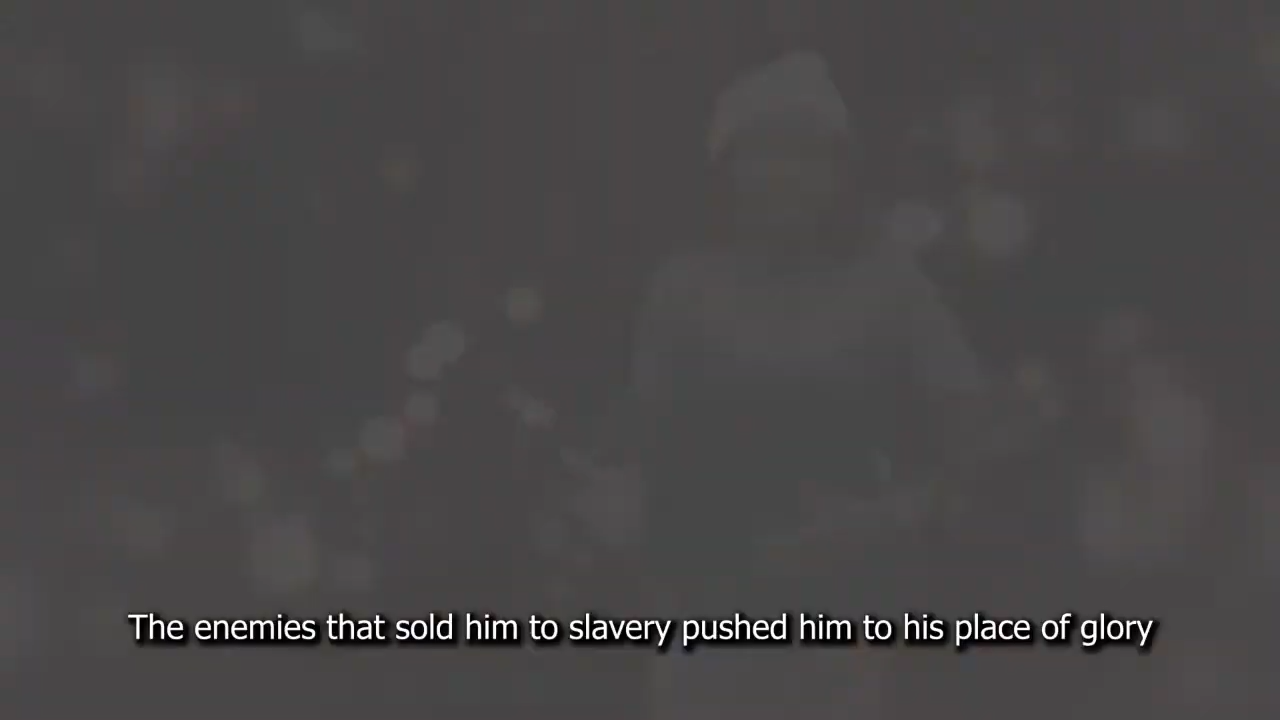 The enemies that sold him to slavery pushed him to his place of glory